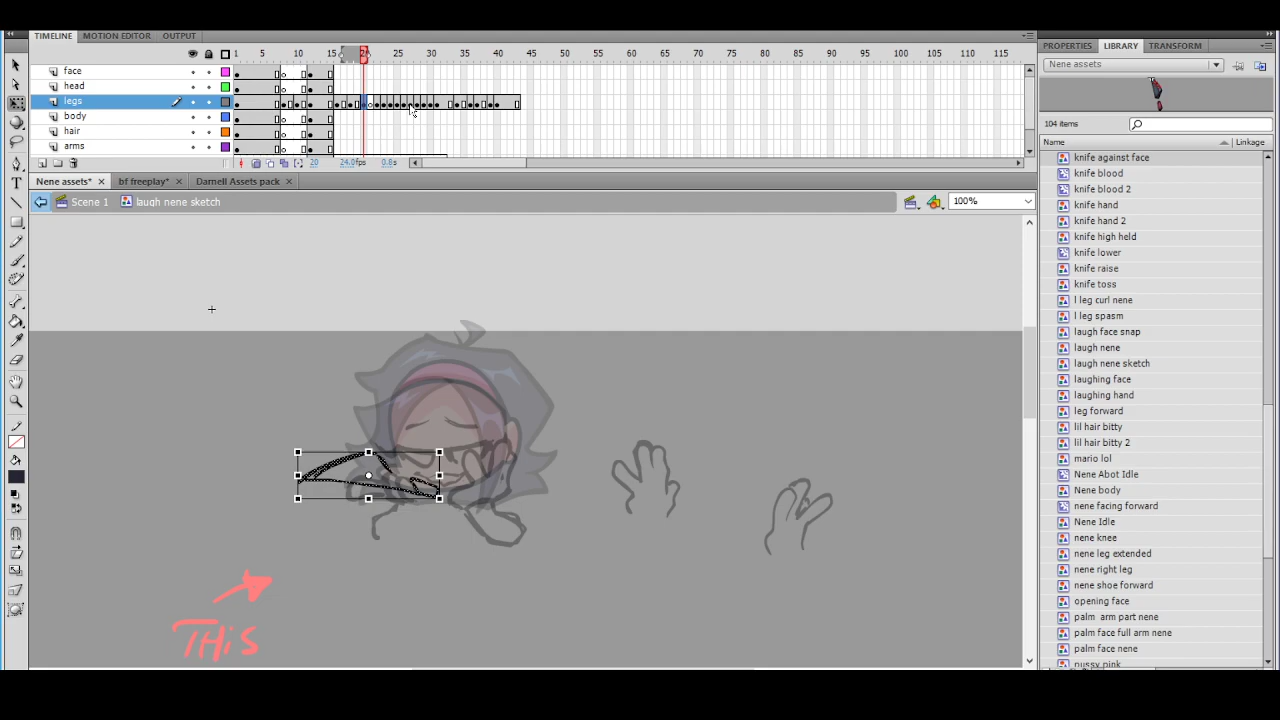 TIMELINE MOTION EDITOR OUTPUT
1 5 10 15 20 25 30 35 40 45 50 55 60 65 70 75 80 85 90 95 100 105 110 115
face
head
legs
body
hair
arms
20 24.0fps 0.8s
Nene assets* × bf freeplay* × Darnell Assets pack ×
Scene 1 laugh nene sketch 100%
THiS
PROPERTIES LIBRARY TRANSFORM
Nene assets
104 items
Name Linkage
knife against face
knife blood
knife blood 2
knife hand
knife hand 2
knife high held
knife lower
knife raise
knife toss
l leg curl nene
l leg spasm
laugh face snap
laugh nene
laugh nene sketch
laughing face
laughing hand
leg forward
lil hair bitty
lil hair bitty 2
mario lol
Nene Abot Idle
Nene body
nene facing forward
Nene Idle
nene knee
nene leg extended
nene right leg
nene shoe forward
opening face
palm arm part nene
palm face full arm nene
palm face nene
pussy pink